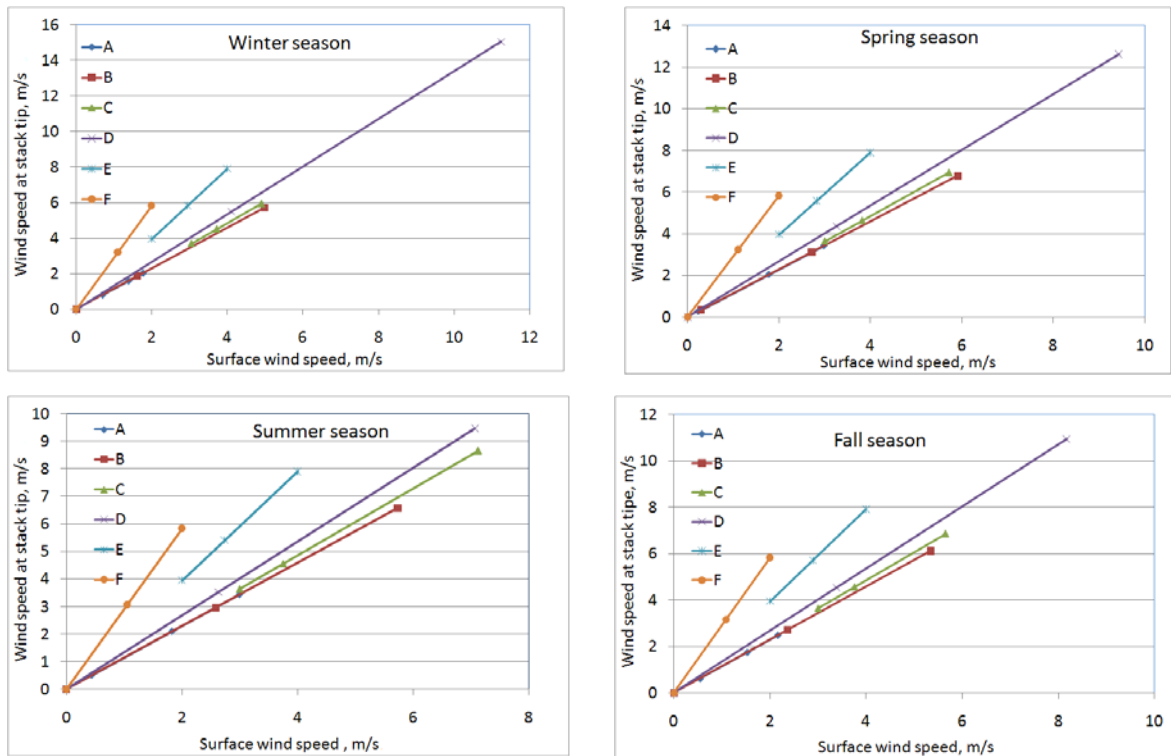 Winter season
Wind speed at stack tip, m/s
16
14
12
10
8
6
4
2
0
A
B
C
D
E
F
0 2 4 6 8 10 12
Surface wind speed, m/s
Spring season
Wind speed at stack tip, m/s
14
12
10
8
6
4
2
0
A
B
C
D
E
F
0 2 4 6 8 10
Surface wind speed, m/s
Summer season
Wind speed at stack tip, m/s
10
9
8
7
6
5
4
3
2
1
0
A
B
C
D
E
F
0 2 4 6 8
Surface wind speed , m/s
Fall season
Wind speed at stack tipe, m/s
12
10
8
6
4
2
0
A
B
C
D
E
F
0 2 4 6 8 10
Surface wind speed, m/s